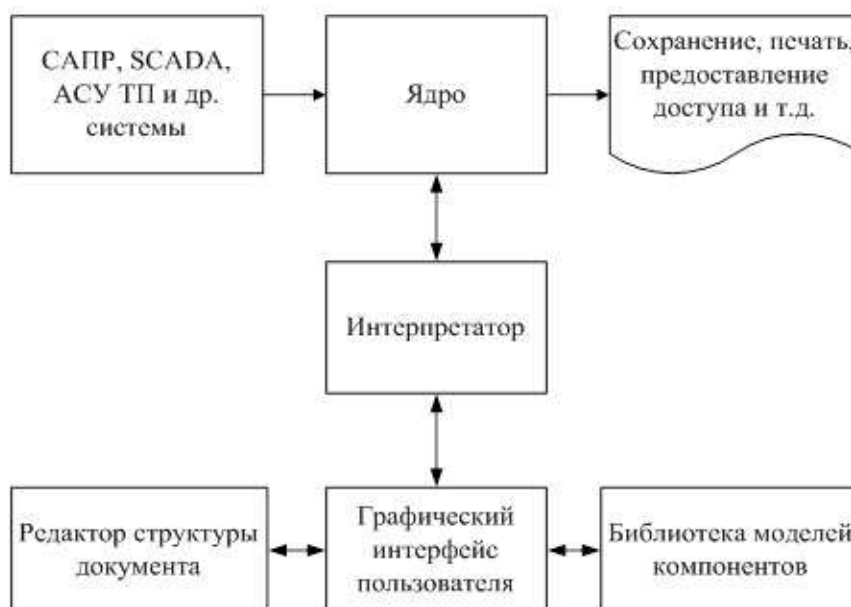 САПР, SCADA,
АСУ ТП и др.
системы
Ядро
Сохранение, печать,
предоставление
доступа и т.д.
Интерпретатор
Редактор структуры
документа
Графический
интерфейс
пользователя
Библиотека моделей
компонентов